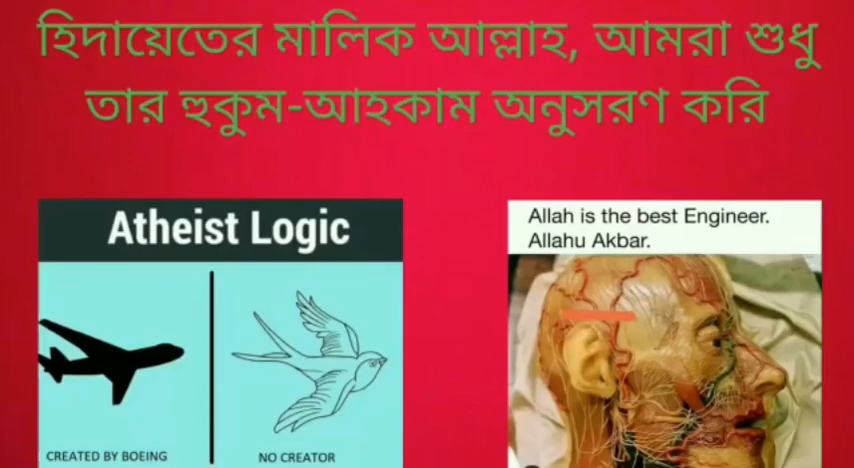 হিদায়েতের মালিক আল্লাহ, আমরা শুধু
তার হুকুম-আহকাম অনুসরণ করি
Atheist Logic
CREATED BY BOEING
NO CREATOR
Allah is the best Engineer.
Allahu Akbar.